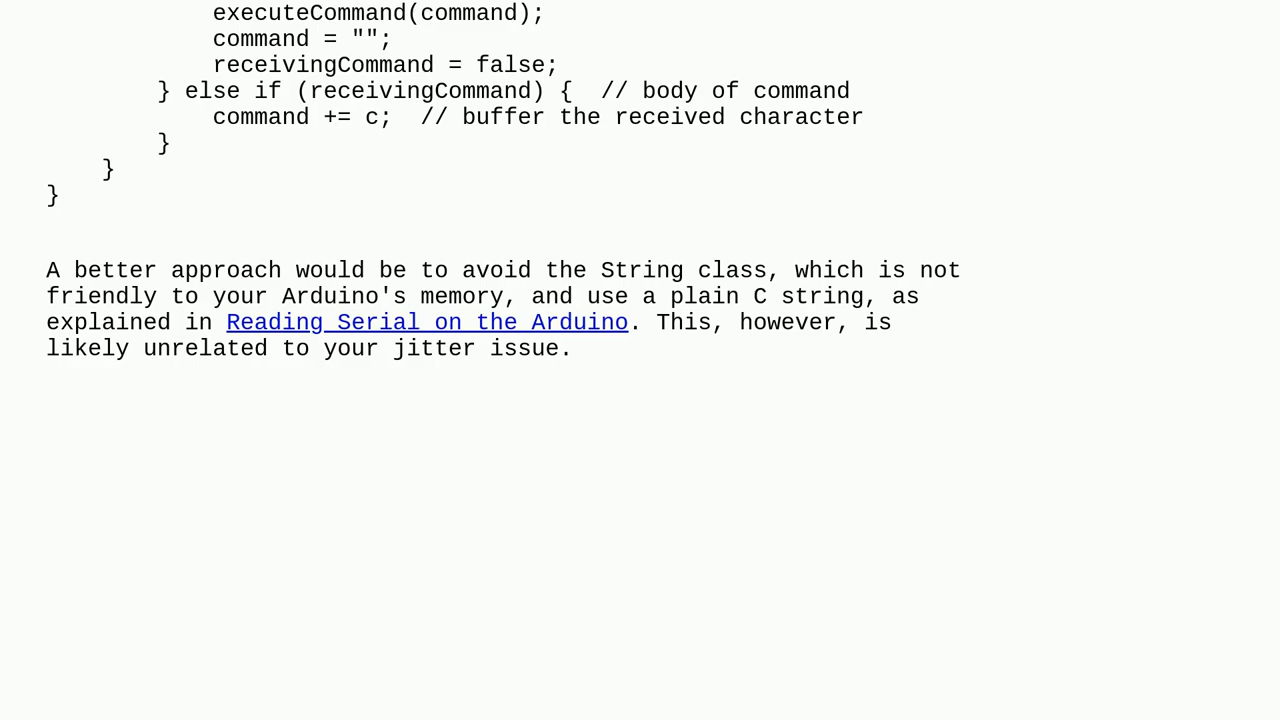 executeCommand(command);
command = "";
receivingCommand = false;
} else if (receivingCommand) {  // body of command
command += c;  // buffer the received character
}
}
}
A better approach would be to avoid the String class, which is not
friendly to your Arduino's memory, and use a plain C string, as
explained in Reading Serial on the Arduino. This, however, is
likely unrelated to your jitter issue.